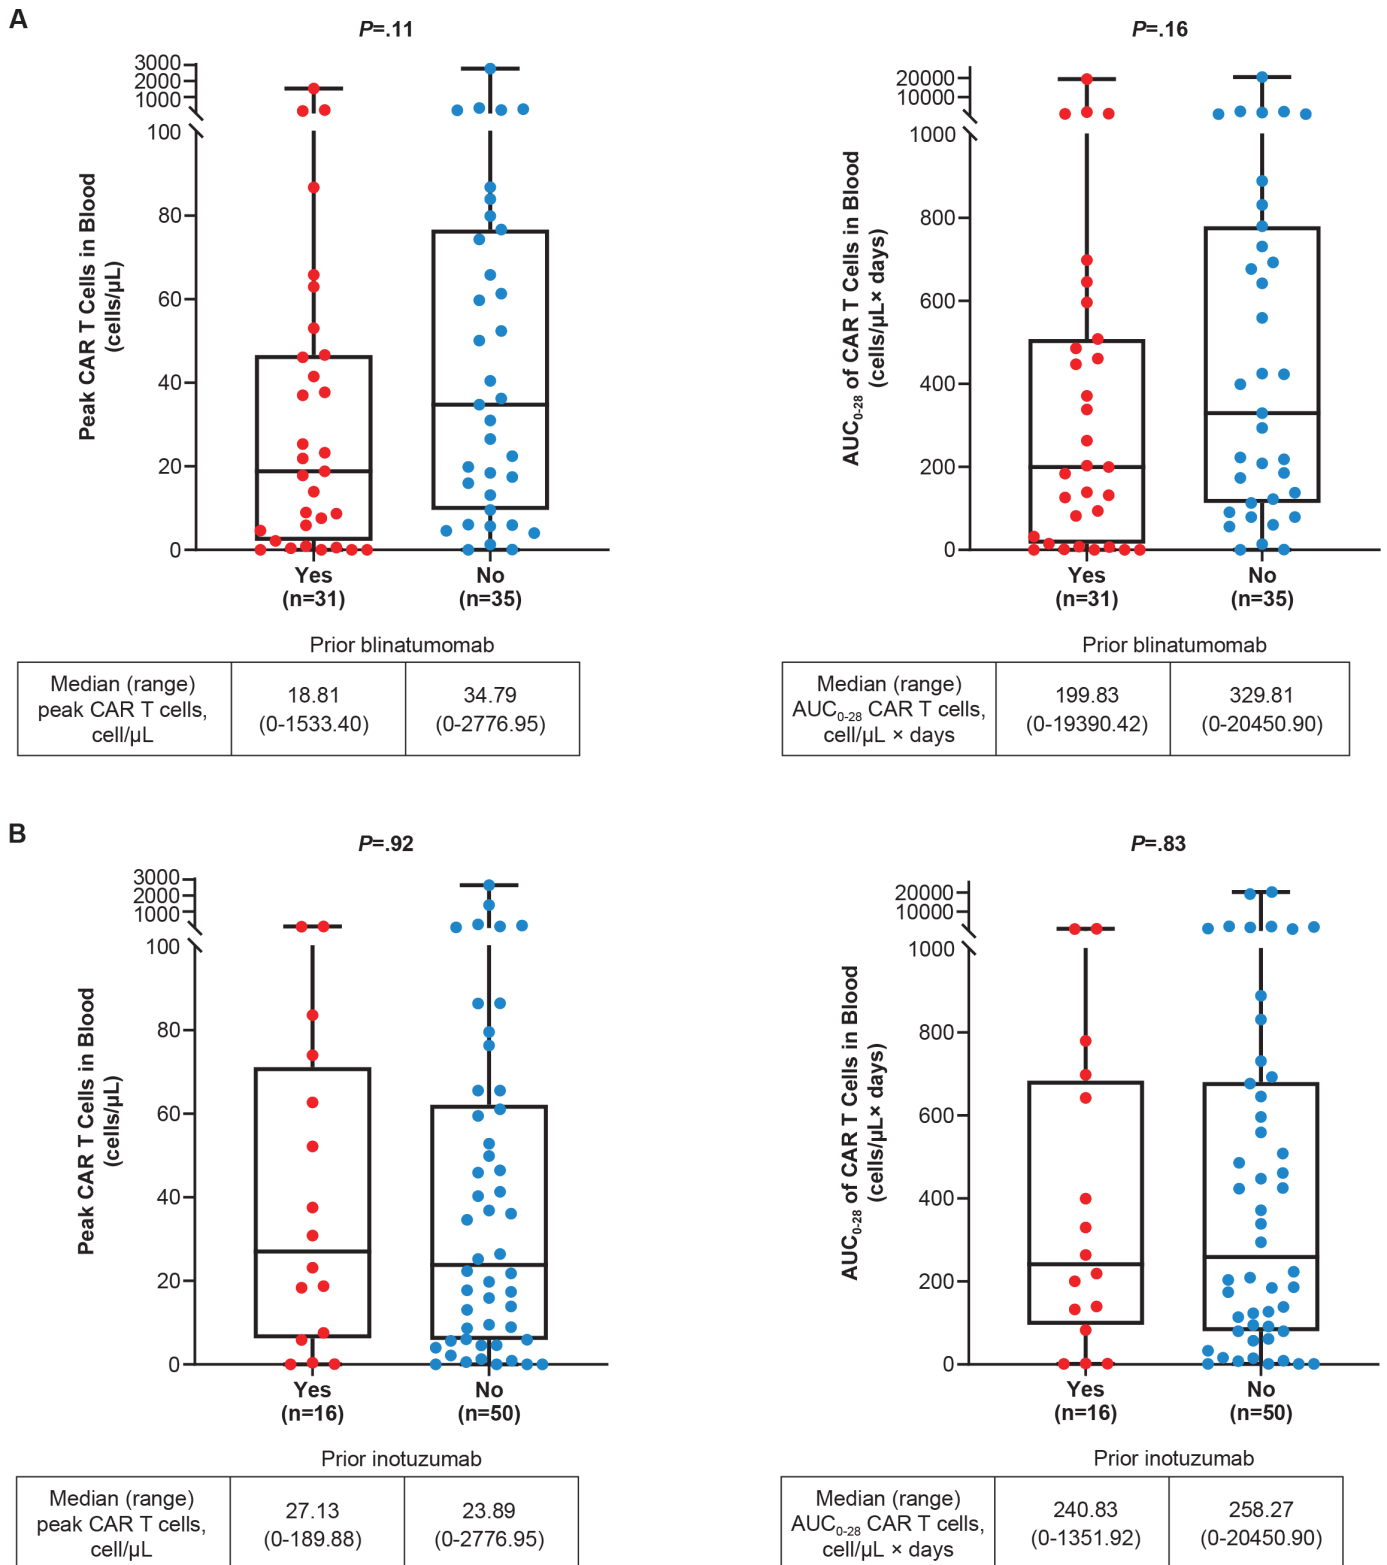 A
P=.11
3000
2000
1000
100
80
60
40
20
0
Peak CAR T Cells in Blood
(cells/µL)
Yes
(n=31)
No
(n=35)
Prior blinatumomab
Median (range)
peak CAR T cells,
cell/µL
18.81
(0-1533.40)
34.79
(0-2776.95)
P=.16
20000
10000
1000
800
600
400
200
0
AUC0-28 of CAR T Cells in Blood
(cells/µL× days)
Yes
(n=31)
No
(n=35)
Prior blinatumomab
Median (range)
AUC0-28 CAR T cells,
cell/µL × days
199.83
(0-19390.42)
329.81
(0-20450.90)
B
P=.92
3000
2000
1000
100
80
60
40
20
0
Peak CAR T Cells in Blood
(cells/µL)
Yes
(n=16)
No
(n=50)
Prior inotuzumab
Median (range)
peak CAR T cells,
cell/µL
27.13
(0-189.88)
23.89
(0-2776.95)
P=.83
20000
10000
1000
800
600
400
200
0
AUC0-28 of CAR T Cells in Blood
(cells/µL× days)
Yes
(n=16)
No
(n=50)
Prior inotuzumab
Median (range)
AUC0-28 CAR T cells,
cell/µL × days
240.83
(0-1351.92)
258.27
(0-20450.90)